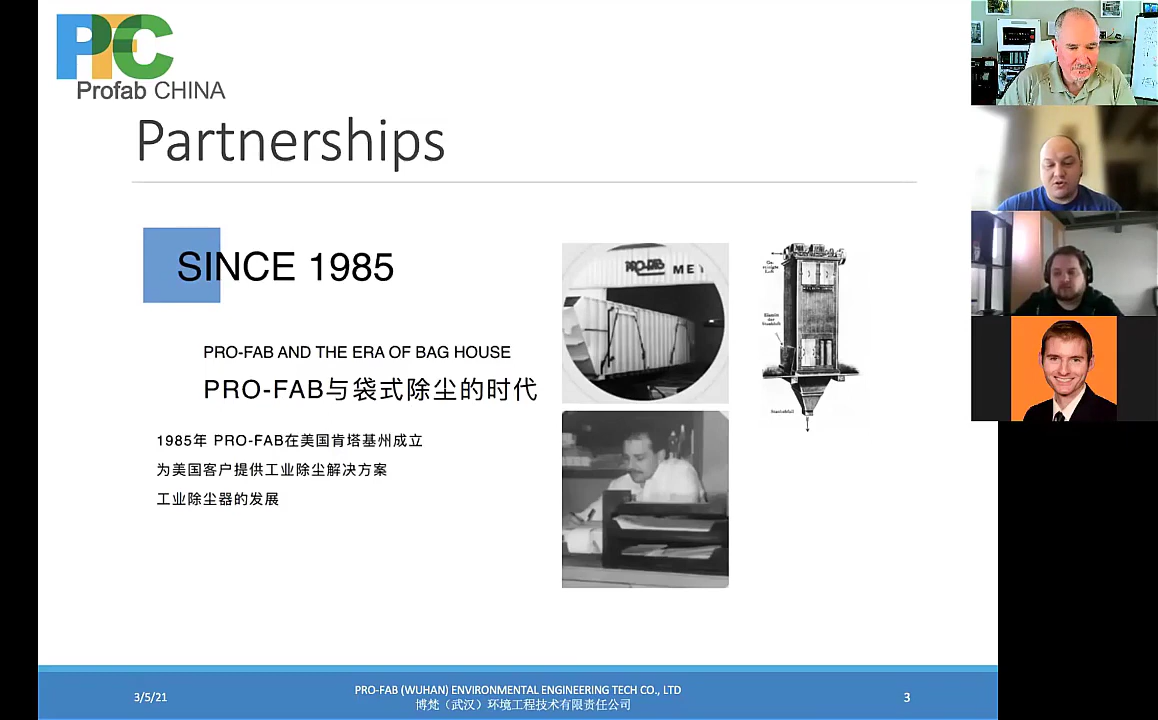 PFC
Profab CHINA
Partnerships
SINCE 1985
PRO-FAB AND THE ERA OF BAG HOUSE
PRO-FAB与袋式除尘的时代
1985年 PRO-FAB在美国肯塔基州成立
为美国客户提供工业除尘解决方案
工业除尘器的发展
PRO-FAB ME
3/5/21
PRO-FAB (WUHAN) ENVIRONMENTAL ENGINEERING TECH CO., LTD
博梵（武汉）环境工程技术有限责任公司
3